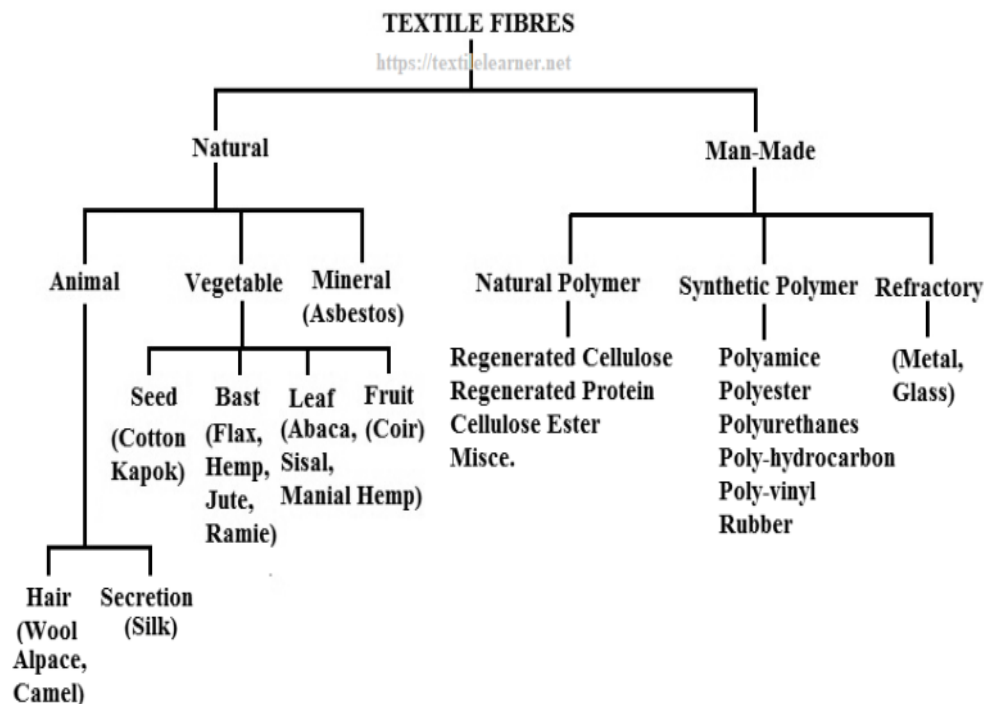 TEXTILE FIBRES
https://textilelearner.net
Natural
Man-Made
Animal
Vegetable
Mineral
(Asbestos)
Natural Polymer
Synthetic Polymer
Refractory
Seed
(Cotton
Kapok)
Bast
(Flax,
Hemp,
Jute,
Ramie)
Leaf
(Abaca,
Sisal,
Manial Hemp)
Fruit
(Coir)
Regenerated Cellulose
Regenerated Protein
Cellulose Ester
Misce.
Polyamice
Polyester
Polyurethanes
Poly-hydrocarbon
Poly-vinyl
Rubber
(Metal,
Glass)
Hair
(Wool
Alpace,
Camel)
Secretion
(Silk)